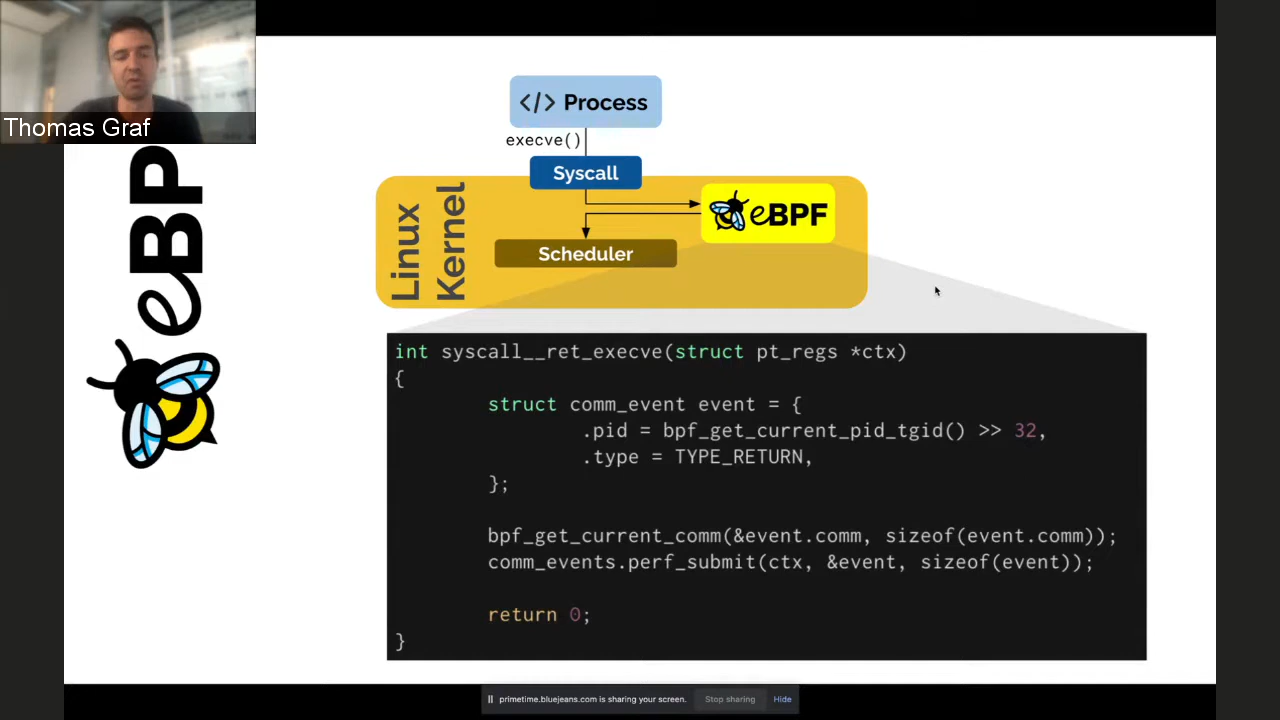 Thomas Graf
eBPF
</> Process
execve()
Syscall
Linux
Kernel
eBPF
Scheduler
int syscall__ret_execve(struct pt_regs *ctx)
{
struct comm_event event = {
.pid = bpf_get_current_pid_tgid() >> 32,
.type = TYPE_RETURN,
};
bpf_get_current_comm(&event.comm, sizeof(event.comm));
comm_events.perf_submit(ctx, &event, sizeof(event));
return 0;
}
primetime.bluejeans.com is sharing your screen.
Stop sharing
Hide